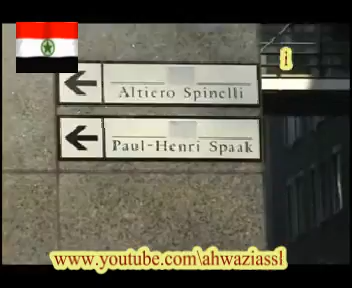 i
Altiero Spinelli
Paul-Henri Spaak
www.youtube.com/ahwaziassl